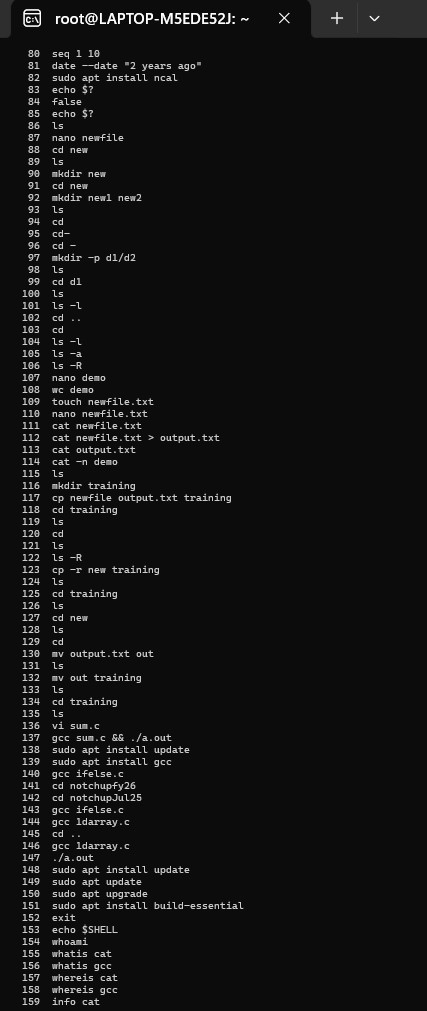 root@LAPTOP-M5EDE52J: ~
80 seq 1 10
81 date --date "2 years ago"
82 sudo apt install ncal
83 echo $?
84 false
85 echo $?
86 ls
87 nano newfile
88 cd new
89 ls
90 mkdir new
91 cd new
92 mkdir new1 new2
93 ls
94 cd
95 cd-
96 cd -
97 mkdir -p d1/d2
98 ls
99 cd d1
100 ls
101 ls -l
102 cd ..
103 cd
104 ls -l
105 ls -a
106 ls -R
107 nano demo
108 wc demo
109 touch newfile.txt
110 nano newfile.txt
111 cat newfile.txt
112 cat newfile.txt > output.txt
113 cat output.txt
114 cat -n demo
115 ls
116 mkdir training
117 cp newfile output.txt training
118 cd training
119 ls
120 cd
121 ls
122 ls -R
123 cp -r new training
124 ls
125 cd training
126 ls
127 cd new
128 ls
129 cd
130 mv output.txt out
131 ls
132 mv out training
133 ls
134 cd training
135 ls
136 vi sum.c
137 gcc sum.c && ./a.out
138 sudo apt install update
139 sudo apt install gcc
140 gcc ifelse.c
141 cd notchupfy26
142 cd notchupJul25
143 gcc ifelse.c
144 gcc 1darray.c
145 cd ..
146 gcc 1darray.c
147 ./a.out
148 sudo apt install update
149 sudo apt update
150 sudo apt upgrade
151 sudo apt install build-essential
152 exit
153 echo $SHELL
154 whoami
155 whatis cat
156 whatis gcc
157 whereis cat
158 whereis gcc
159 info cat